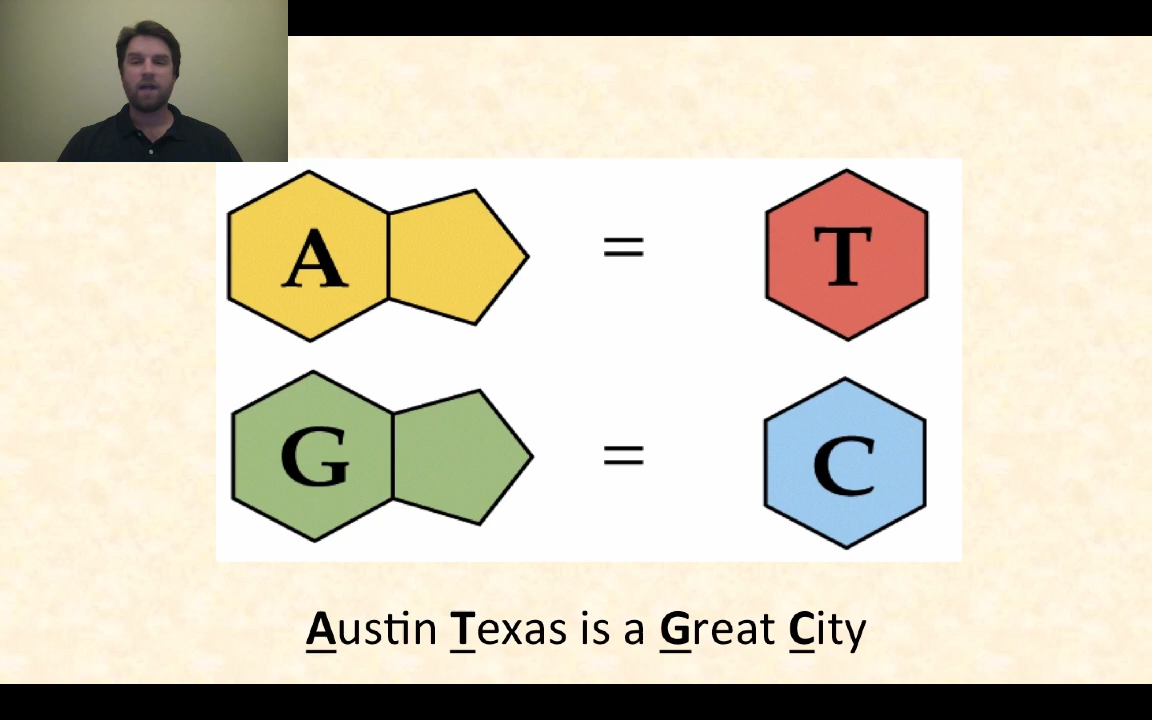 A = T
G = C
Austin Texas is a Great City